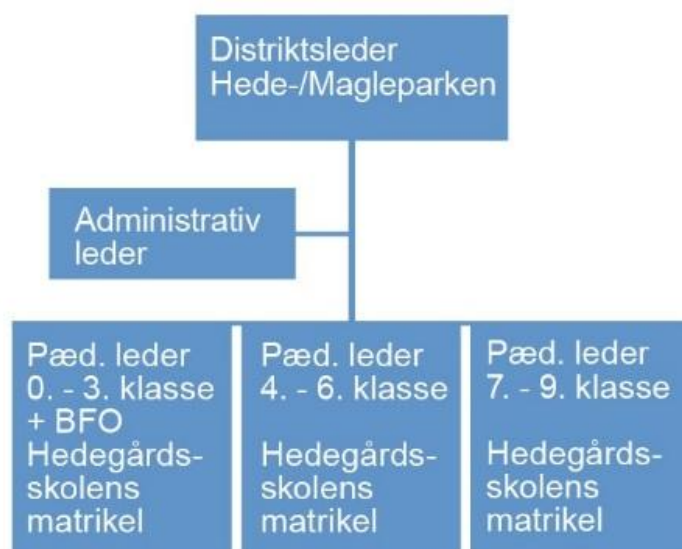 Distriktsleder
Hede-/Magleparken
Administrativ
leder
Pæd. leder
0. - 3. klasse
+ BFO
Hedegårds-
skolens
matrikel
Pæd. leder
4. - 6. klasse
Hedegårds-
skolens
matrikel
Pæd. leder
7. - 9. klasse
Hedegårds-
skolens
matrikel